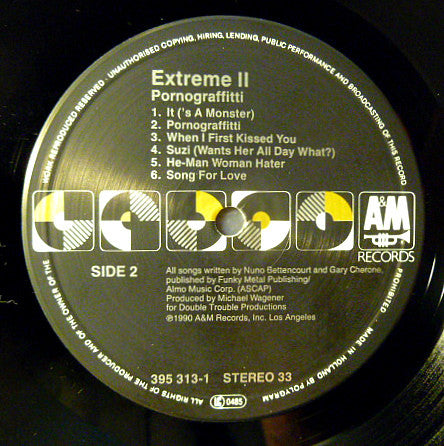 WORK REPRODUCED RESERVED - UNAUTHORISED COPYING, HIRING, LENDING, PUBLIC PERFORMANCE AND BROADCASTING OF THIS RECORD PROHIBITED
Extreme II
Pornograffitti
1. It ('s A Monster)
2. Pornograffitti
3. When I First Kissed You
4. Suzi (Wants Her All Day What?)
5. He-Man Woman Hater
6. Song For Love
A&M
RECORDS
SIDE 2
All songs written by Nuno Bettencourt and Gary Cherone,
published by Funky Metal Publishing/
Almo Music Corp. (ASCAP)
Produced by Michael Wagener
for Double Trouble Productions
℗1990 A&M Records, Inc. Los Angeles
395 313-1 STEREO 33
LC 0485
ALL RIGHTS OF THE PRODUCER AND OF THE OWNER OF THE
MADE IN HOLLAND BY POLYGRAM